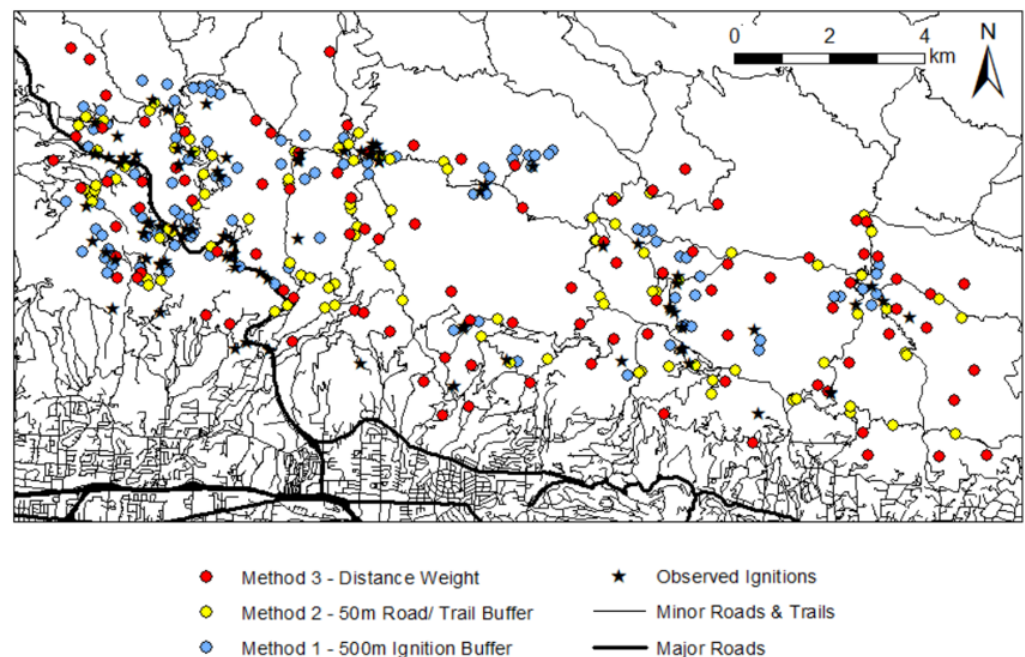 N
0 2 4
km
Method 3 - Distance Weight
Method 2 - 50m Road/ Trail Buffer
Method 1 - 500m Ignition Buffer
Observed Ignitions
Minor Roads & Trails
Major Roads